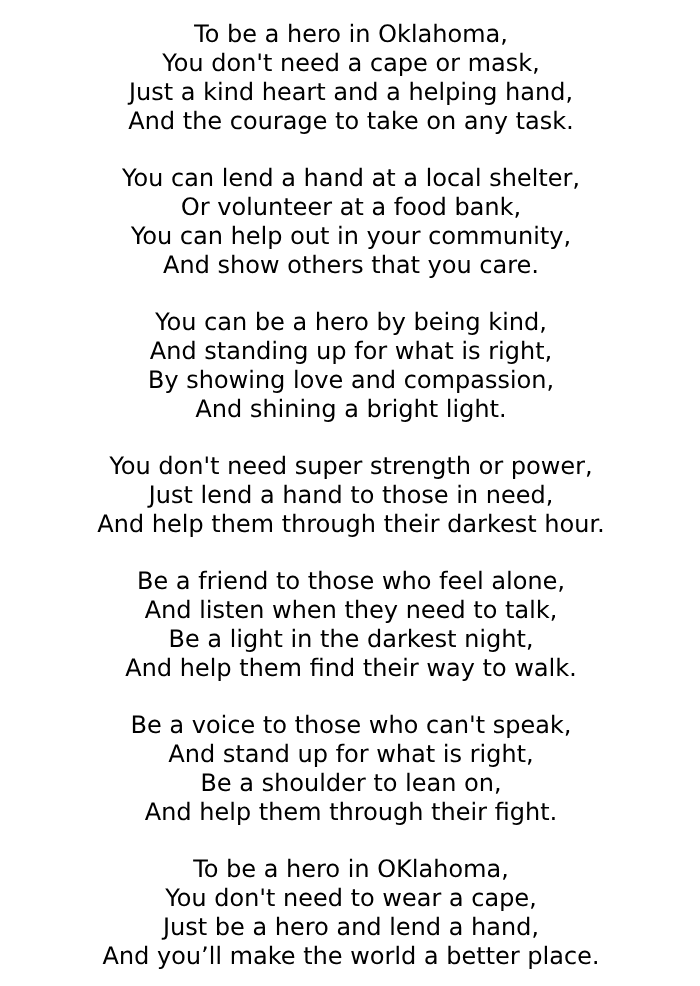 To be a hero in Oklahoma,
You don't need a cape or mask,
Just a kind heart and a helping hand,
And the courage to take on any task.

You can lend a hand at a local shelter,
Or volunteer at a food bank,
You can help out in your community,
And show others that you care.

You can be a hero by being kind,
And standing up for what is right,
By showing love and compassion,
And shining a bright light.

You don't need super strength or power,
Just lend a hand to those in need,
And help them through their darkest hour.

Be a friend to those who feel alone,
And listen when they need to talk,
Be a light in the darkest night,
And help them find their way to walk.

Be a voice to those who can't speak,
And stand up for what is right,
Be a shoulder to lean on,
And help them through their fight.

To be a hero in OKlahoma,
You don't need to wear a cape,
Just be a hero and lend a hand,
And you’ll make the world a better place.